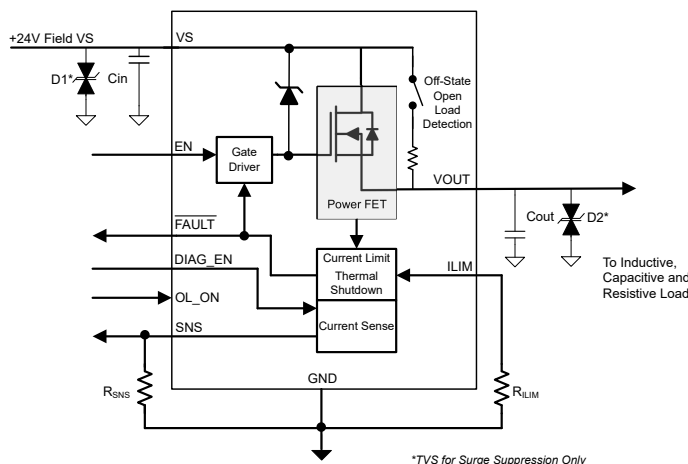 +24V Field VS
VS
D1*
Cin
Off-State
Open
Load
Detection
EN
Gate
Driver
VOUT
Power FET
FAULT
Cout
D2*
DIAG_EN
Current Limit
Thermal
Shutdown
ILIM
To Inductive,
Capacitive and
Resistive Load
OL_ON
Current Sense
SNS
GND
RSNS
RILIM
*TVS for Surge Suppression Only